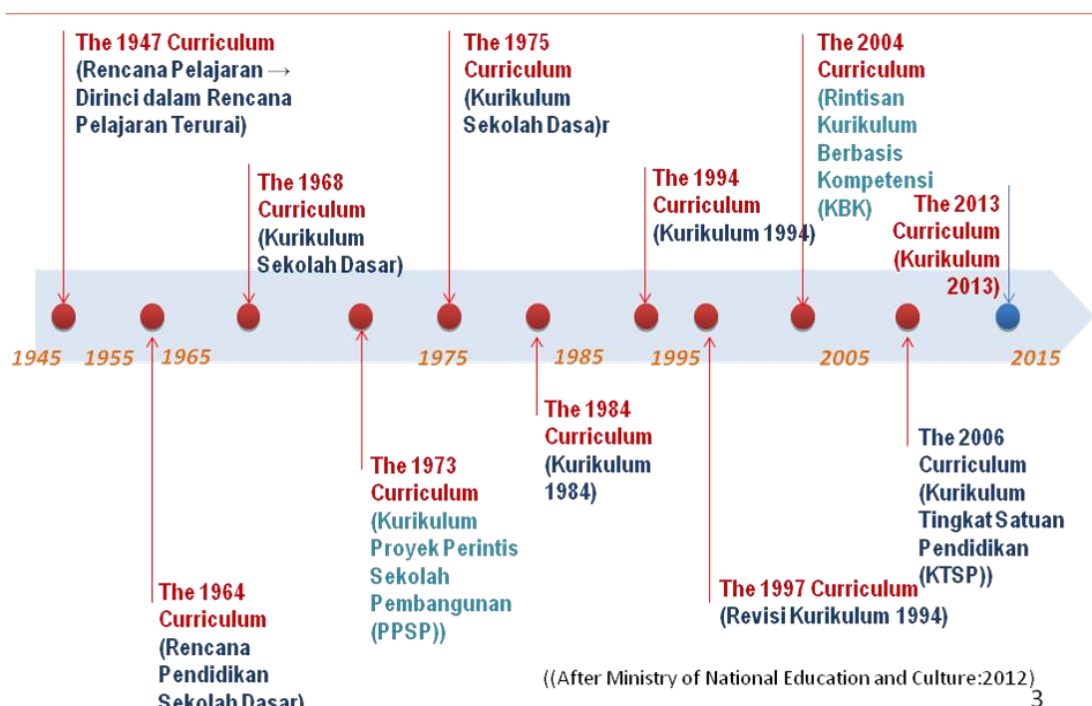 The 1947 Curriculum
(Rencana Pelajaran →
Dirinci dalam Rencana
Pelajaran Terurai)
The 1968
Curriculum
(Kurikulum
Sekolah Dasar)
The 1975
Curriculum
(Kurikulum
Sekolah Dasa)r
The 1994
Curriculum
(Kurikulum 1994)
The 2004
Curriculum
(Rintisan
Kurikulum
Berbasis
Kompetensi
(KBK)
The 2013
Curriculum
(Kurikulum
2013)
1945 1955 1965 1975 1985 1995 2005 2015
The 1964
Curriculum
(Rencana
Pendidikan
Sekolah Dasar)
The 1973
Curriculum
(Kurikulum
Proyek Perintis
Sekolah
Pembangunan
(PPSP))
The 1984
Curriculum
(Kurikulum
1984)
The 1997 Curriculum
(Revisi Kurikulum 1994)
The 2006
Curriculum
(Kurikulum
Tingkat Satuan
Pendidikan
(KTSP))
((After Ministry of National Education and Culture:2012)
3